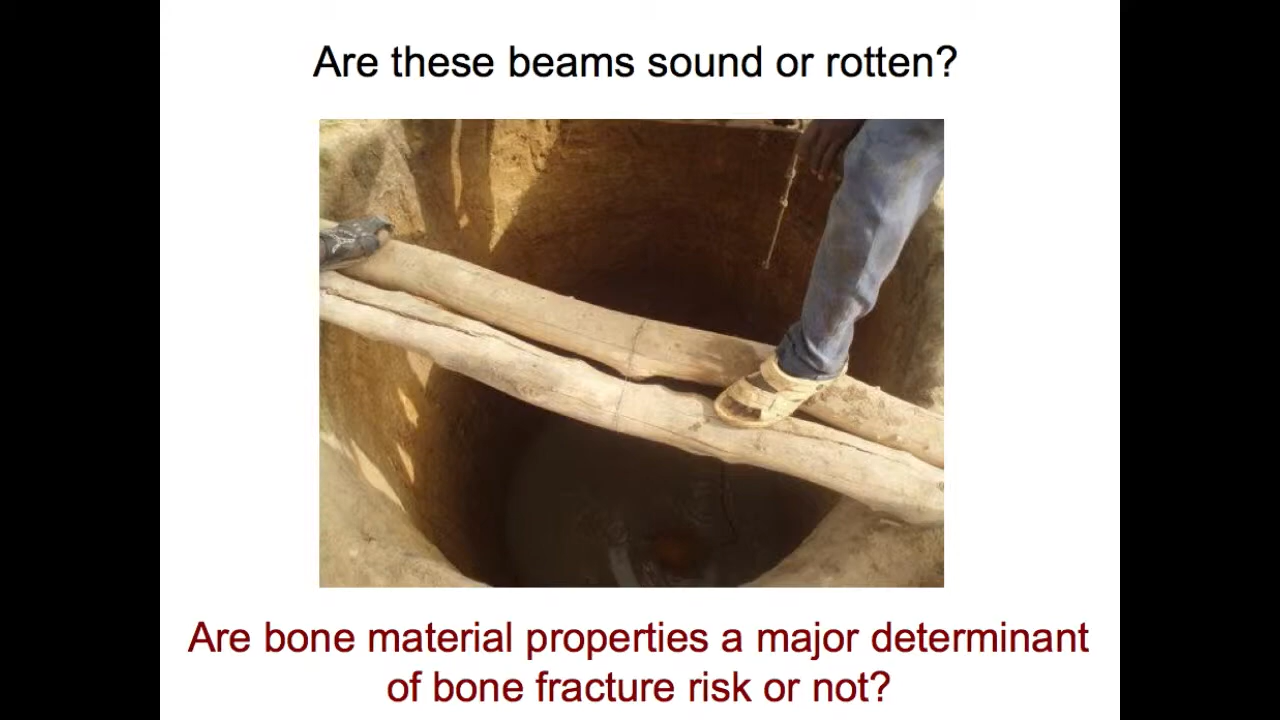 Are these beams sound or rotten?
Are bone material properties a major determinant
of bone fracture risk or not?